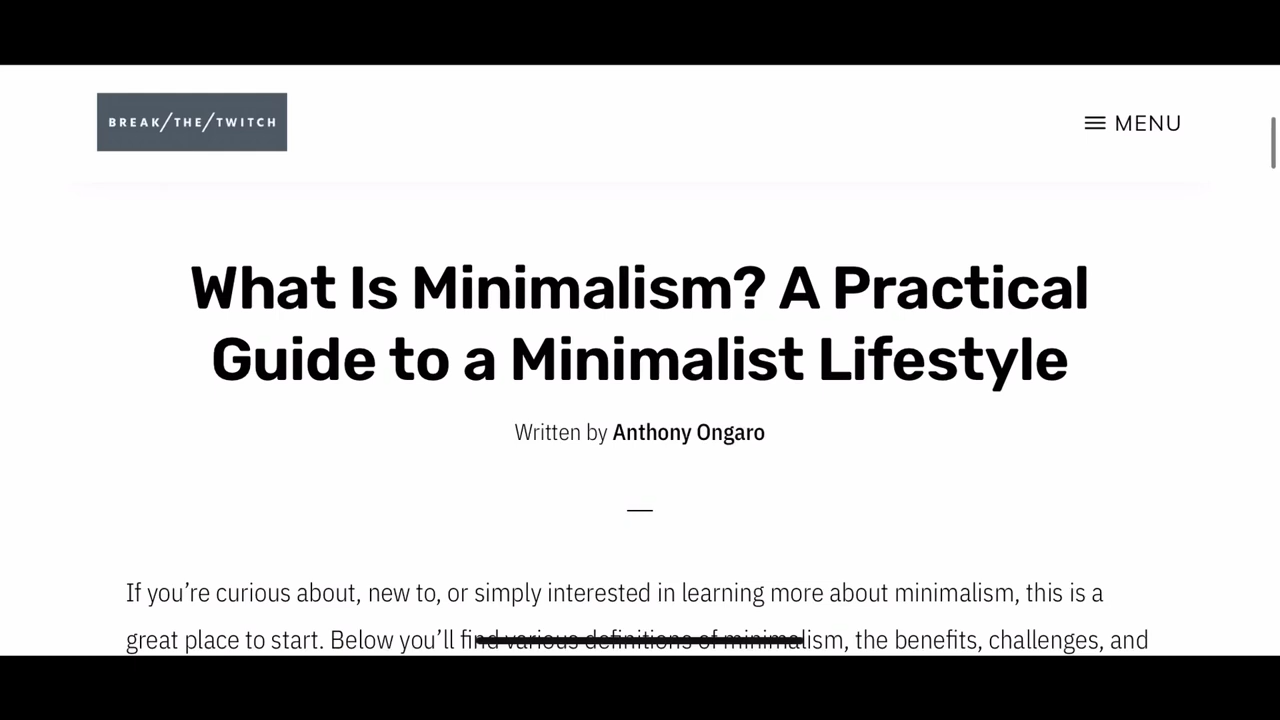 BREAK/THE/TWITCH
MENU
What Is Minimalism? A Practical
Guide to a Minimalist Lifestyle
Written by Anthony Ongaro
If you’re curious about, new to, or simply interested in learning more about minimalism, this is a
great place to start. Below you’ll find various definitions of minimalism, the benefits, challenges, and